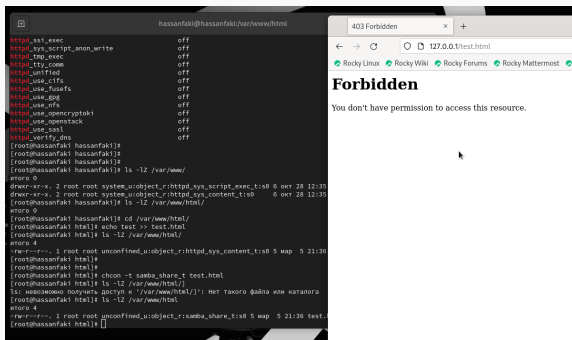 hassanfaki@hassanfaki:/var/www/html
httpd_ssi_exec off
httpd_sys_script_anon_write off
httpd_tmp_exec off
httpd_tty_comm off
httpd_unified off
httpd_use_cifs off
httpd_use_fusefs off
httpd_use_gpg off
httpd_use_nfs off
httpd_use_opencryptoki off
httpd_use_openstack off
httpd_use_sasl off
httpd_verify_dns off
[root@hassanfaki hassanfaki]#
[root@hassanfaki hassanfaki]#
[root@hassanfaki hassanfaki]#
[root@hassanfaki hassanfaki]# ls -lZ /var/www/
итого 0
drwxr-xr-x. 2 root root system_u:object_r:httpd_sys_script_exec_t:s0 6 окт 28 12:35
drwxr-xr-x. 2 root root system_u:object_r:httpd_sys_content_t:s0 6 окт 28 12:35
[root@hassanfaki hassanfaki]# ls -lZ /var/www/html/
итого 0
[root@hassanfaki hassanfaki]# cd /var/www/html/
[root@hassanfaki html]# echo test >> test.html
[root@hassanfaki html]# ls -lZ /var/www/html/
итого 4
-rw-r--r--. 1 root root unconfined_u:object_r:httpd_sys_content_t:s0 5 мар 5 21:36
[root@hassanfaki html]#
[root@hassanfaki html]#
[root@hassanfaki html]# chcon -t samba_share_t test.html
[root@hassanfaki html]# ls -lZ /var/www/html/]
ls: невозможно получить доступ к '/var/www/html/]': Нет такого файла или каталога
[root@hassanfaki html]# ls -lZ /var/www/html
итого 4
-rw-r--r--. 1 root root unconfined_u:object_r:samba_share_t:s0 5 мар 5 21:36 test.
[root@hassanfaki html]#
403 Forbidden
127.0.0.1/test.html
Rocky Linux Rocky Wiki Rocky Forums Rocky Mattermost
Forbidden
You don't have permission to access this resource.